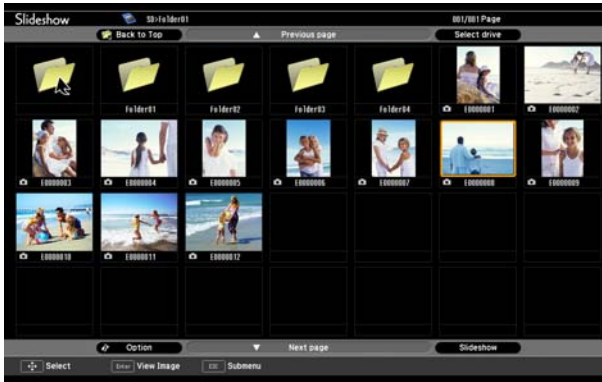 Slideshow SD>Folder01 001/001 Page
Back to Top Previous page Select drive
Folder01 Folder02 Folder03 Folder04 E0000001 E0000002
E0000003 E0000004 E0000005 E0000006 E0000007 E0000008 E0000009
E0000010 E0000011 E0000012
Option Next page Slideshow
Select Enter View Image ESC Submenu